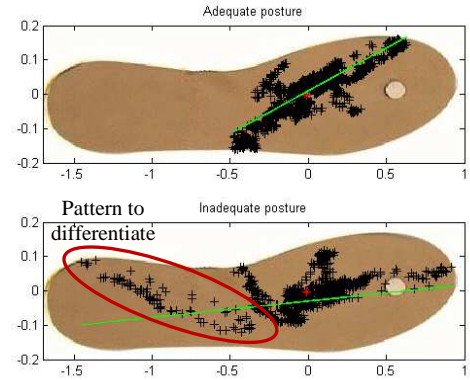 Adequate posture
0.2
0.1
0
-0.1
-0.2
-1.5 -1 -0.5 0 0.5 1
Pattern to
differentiate
Inadequate posture
0.2
0.1
0
-0.1
-0.2
-1.5 -1 -0.5 0 0.5 1